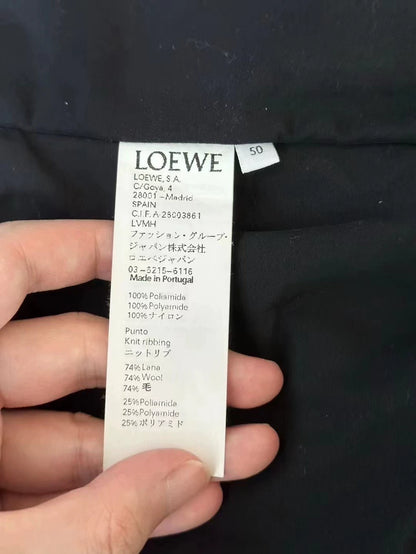 LOEWE
50
LOEWE, S.A.
C/Goya, 4
28001 –Madrid
SPAIN
C.I.F. A 28003861
LVMH
ファッション・グループ・
ジャパン株式会社
ロエベジャパン
03–6215–6116
Made in Portugal
100% Poliamida
100% Polyamide
100% ナイロン
Punto
Knit ribbing
ニットリブ
74% Lana
74% Wool
74% 毛
25% Poliamida
25% Polyamide
25% ポリアミド